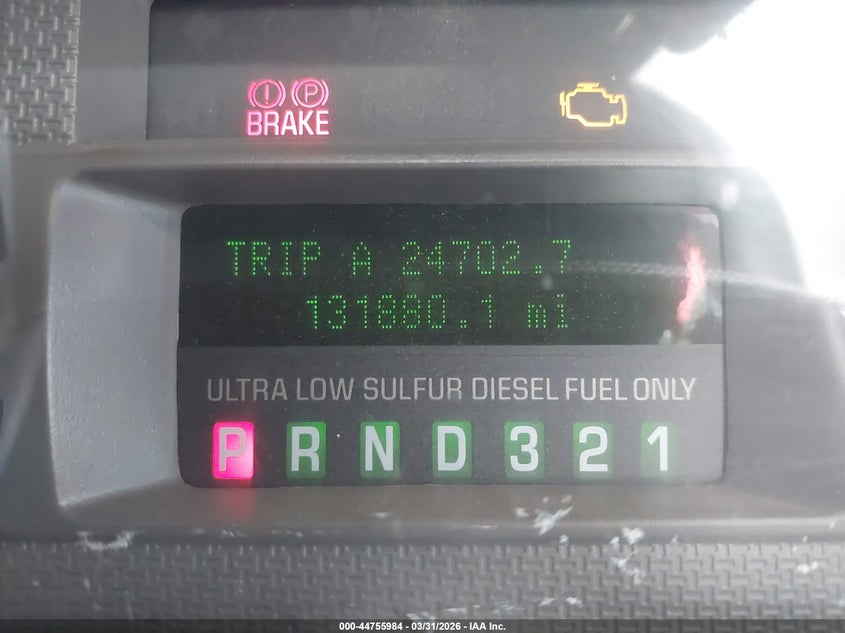 (!) (P)
BRAKE
TRIP A 24702.7
131880.1 mi
ULTRA LOW SULFUR DIESEL FUEL ONLY
P R N D 3 2 1
000-44755984 - 03/31/2026 - IAA Inc.